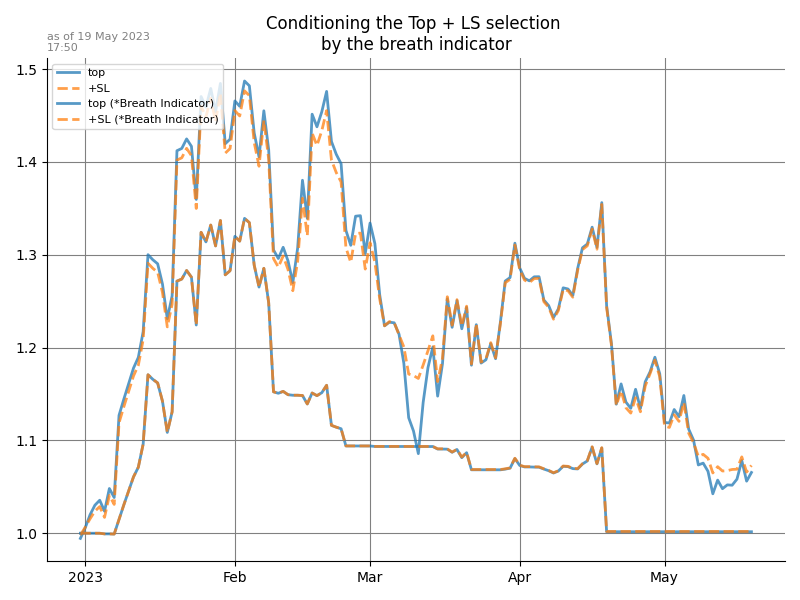 Conditioning the Top + LS selection
by the breath indicator
as of 19 May 2023
17:50
top
+SL
top (*Breath Indicator)
+SL (*Breath Indicator)
1.5
1.4
1.3
1.2
1.1
1.0
2023
Feb
Mar
Apr
May